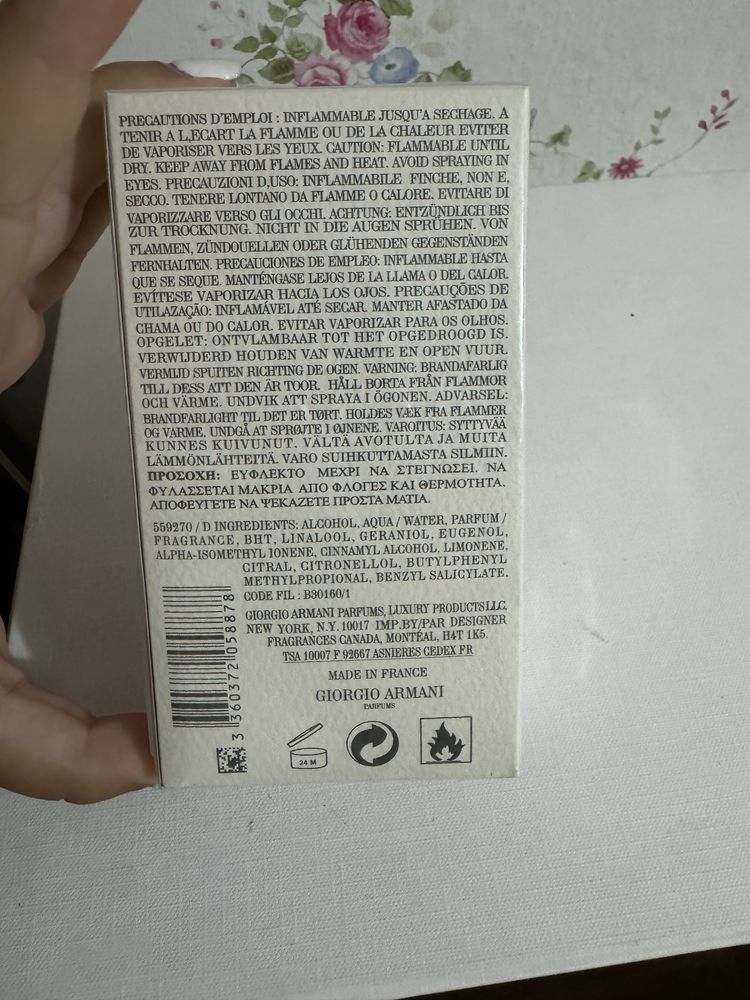 PRECAUTIONS D'EMPLOI : INFLAMMABLE JUSQU'A SECHAGE. A
TENIR A L,ECART LA FLAMME OU DE LA CHALEUR EVITER
DE VAPORISER VERS LES YEUX. CAUTION: FLAMMABLE UNTIL
DRY. KEEP AWAY FROM FLAMES AND HEAT. AVOID SPRAYING IN
EYES. PRECAUZIONI D,USO: INFLAMMABILE FINCHE, NON E,
SECCO. TENERE LONTANO DA FLAMME O CALORE. EVITARE DI
VAPORIZZARE VERSO GLI OCCHI. ACHTUNG: ENTZÜNDLICH BIS
ZUR TROCKNUNG. NICHT IN DIE AUGEN SPRÜHEN. VON
FLAMMEN, ZÜNDOUELLEN ODER GLÜHENDEN GEGENSTÄNDEN
FERNHALTEN. PRECAUCIONES DE EMPLEO: INFLAMMABLE HASTA
QUE SE SEQUE. MANTÉNGASE LEJOS DE LA LLAMA O DEL CALOR.
EVÍTESE VAPORIZAR HACIA LOS OJOS. PRECAUÇÕES DE
UTILAZAÇÃO: INFLAMÁVEL ATÉ SECAR. MANTER AFASTADO DA
CHAMA OU DO CALOR. EVITAR VAPORIZAR PARA OS OLHOS.
OPGELET: ONTVLAMBAAR TOT HET OPGEDROOGD IS.
VERWIJDERD HOUDEN VAN WARMTE EN OPEN VUUR.
VERMIJD SPUITEN RICHTING DE OGEN. VARNING: BRANDAFARLIG
TILL DESS ATT DEN ÄR TOOR. HÅLL BORTA FRÅN FLAMMOR
OCH VÄRME. UNDVIK ATT SPRAYA I ÖGONEN. ADVARSEL:
BRANDFARLIGHT TIL DET ER TØRT. HOLDES VÆK FRA FLAMMER
OG VARME. UNDGÅ AT SPRØJTE I ØJNENE. VAROITUS: SYTTYVÄÄ
KUNNES KUIVUNUT. VÄLTÄ AVOTULTA JA MUITA
LÄMMÖNLÄHTEITÄ. VARO SUIHKUTTAMASTA SILMIIN.
ΠΡΟΣΟΧΗ: ΕΥΦΛΕΚΤΟ ΜΕΧΡΙ ΝΑ ΣΤΕΓΝΩΣΕΙ. ΝΑ
ΦΥΛΑΣΣΕΤΑΙ ΜΑΚΡΙΑ ΑΠΟ ΦΛΟΓΕΣ ΚΑΙ ΘΕΡΜΟΤΗΤΑ.
ΑΠΟΦΕΥΓΕΤΕ ΝΑ ΨΕΚΑΖΕΤΕ ΠΡΟΣΤΑ ΜΑΤΙΑ.
559270 / D INGREDIENTS: ALCOHOL, AQUA / WATER, PARFUM /
FRAGRANCE, BHT, LINALOOL, GERANIOL, EUGENOL,
ALPHA-ISOMETHYL IONENE, CINNAMYL ALCOHOL, LIMONENE,
CITRAL, CITRONELLOL, BUTYLPHENYL
METHYLPROPIONAL, BENZYL SALICYLATE.
CODE FIL : B30160/1
GIORGIO ARMANI PARFUMS, LUXURY PRODUCTS LLC,
NEW YORK, N.Y. 10017 IMP.BY/PAR DESIGNER
FRAGRANCES CANADA, MONTÉAL, H4T 1K5.
TSA 10007 F 92667 ASNIERES CEDEX FR
MADE IN FRANCE
GIORGIO ARMANI
PARFUMS
3 360372 058878
24 M